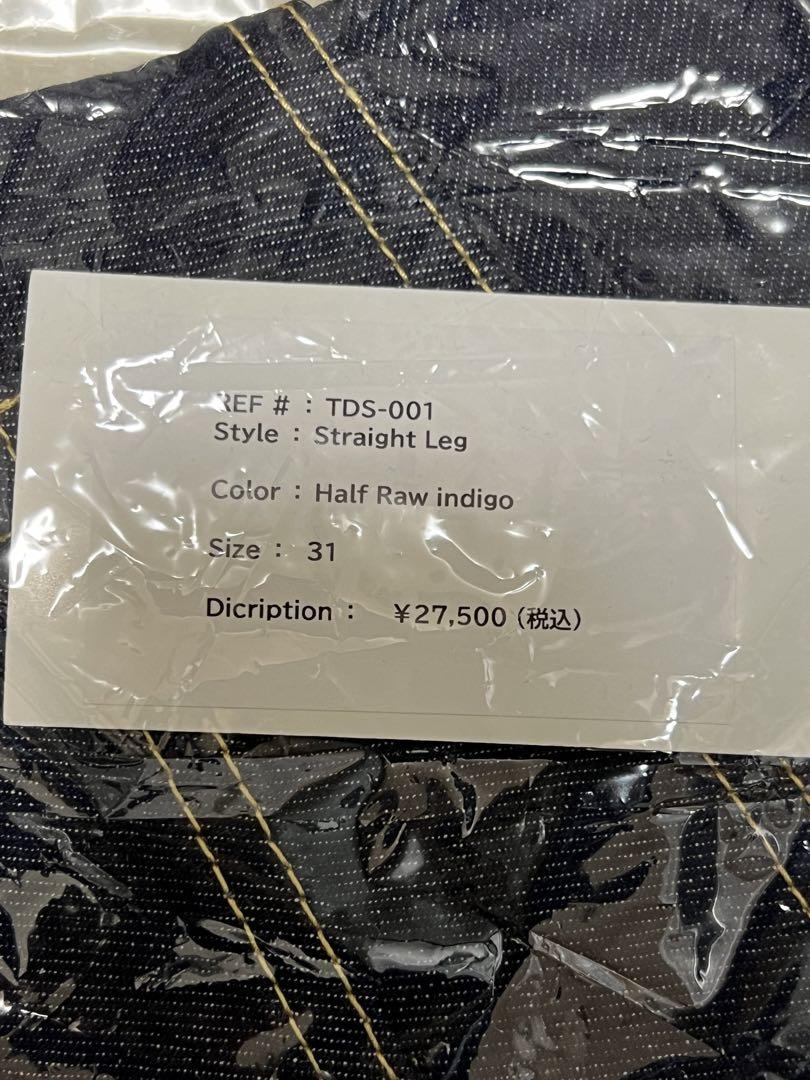 REF # : TDS-001
Style : Straight Leg
Color : Half Raw indigo
Size : 31
Dicription : ¥27,500 (税込)